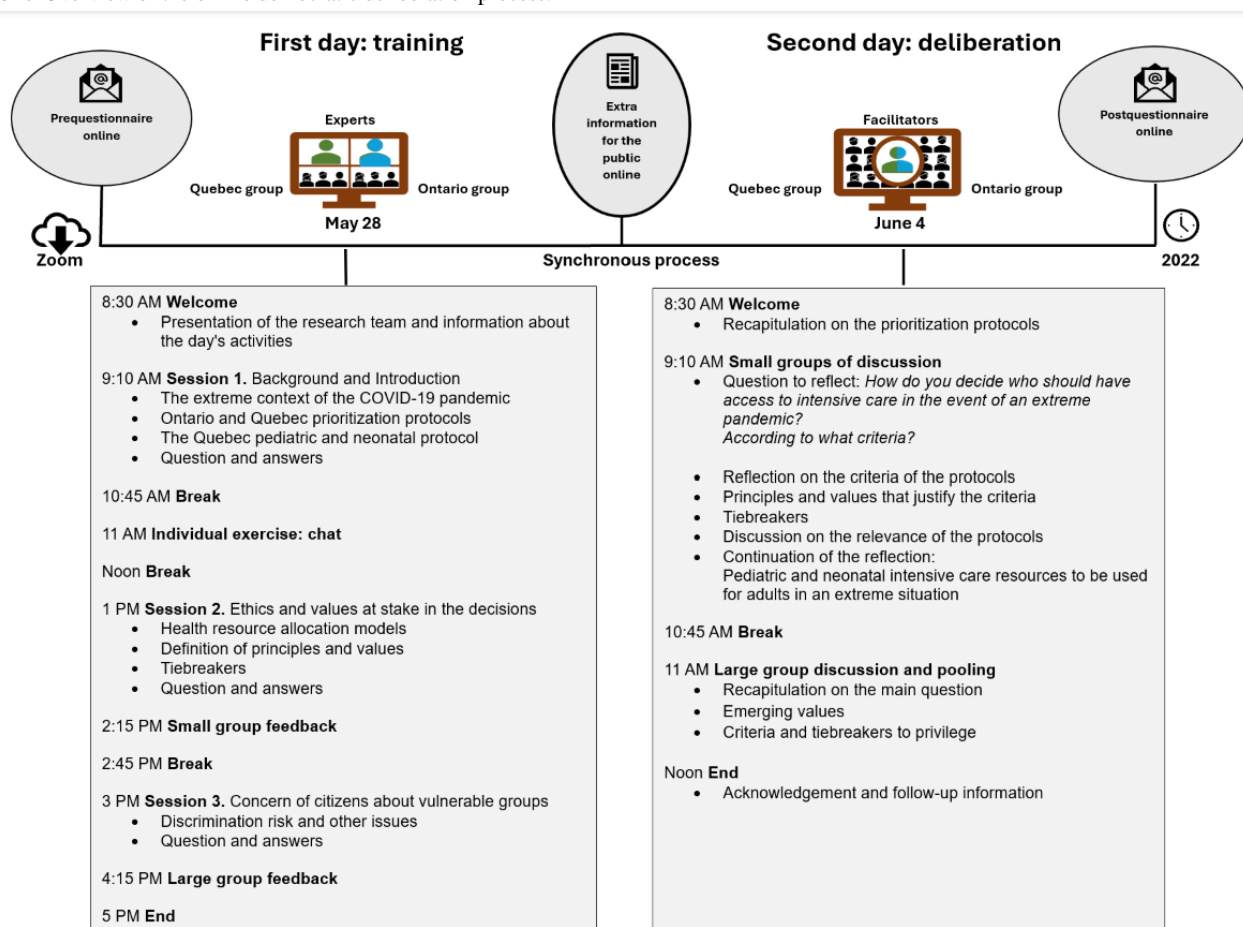 First day: training
Second day: deliberation
Prequestionnaire
online
Experts
Quebec group
Ontario group
May 28
Extra
information
for the
public
online
Facilitators
Quebec group
Ontario group
June 4
Postquestionnaire
online
Zoom
Synchronous process
2022
8:30 AM Welcome
• Presentation of the research team and information about
the day's activities
9:10 AM Session 1. Background and Introduction
• The extreme context of the COVID-19 pandemic
• Ontario and Quebec prioritization protocols
• The Quebec pediatric and neonatal protocol
• Question and answers
10:45 AM Break
11 AM Individual exercise: chat
Noon Break
1 PM Session 2. Ethics and values at stake in the decisions
• Health resource allocation models
• Definition of principles and values
• Tiebreakers
• Question and answers
2:15 PM Small group feedback
2:45 PM Break
3 PM Session 3. Concern of citizens about vulnerable groups
• Discrimination risk and other issues
• Question and answers
4:15 PM Large group feedback
5 PM End
8:30 AM Welcome
• Recapitulation on the prioritization protocols
9:10 AM Small groups of discussion
• Question to reflect: How do you decide who should have
access to intensive care in the event of an extreme
pandemic?
According to what criteria?
• Reflection on the criteria of the protocols
• Principles and values that justify the criteria
• Tiebreakers
• Discussion on the relevance of the protocols
• Continuation of the reflection:
Pediatric and neonatal intensive care resources to be used
for adults in an extreme situation
10:45 AM Break
11 AM Large group discussion and pooling
• Recapitulation on the main question
• Emerging values
• Criteria and tiebreakers to privilege
Noon End
• Acknowledgement and follow-up information